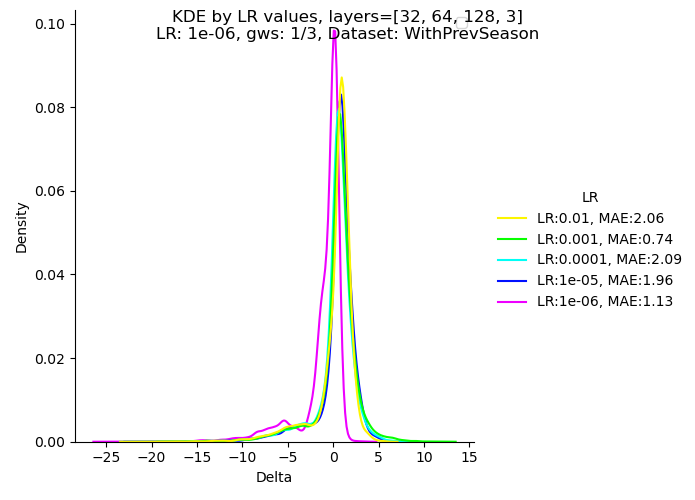 KDE by LR values, layers=[32, 64, 128, 3]
LR: 1e-06, gws: 1/3, Dataset: WithPrevSeason
0.10
0.08
0.06
0.04
0.02
0.00
Density
−25
−20
−15
−10
−5
0
5
10
15
Delta
LR
LR:0.01, MAE:2.06
LR:0.001, MAE:0.74
LR:0.0001, MAE:2.09
LR:1e-05, MAE:1.96
LR:1e-06, MAE:1.13